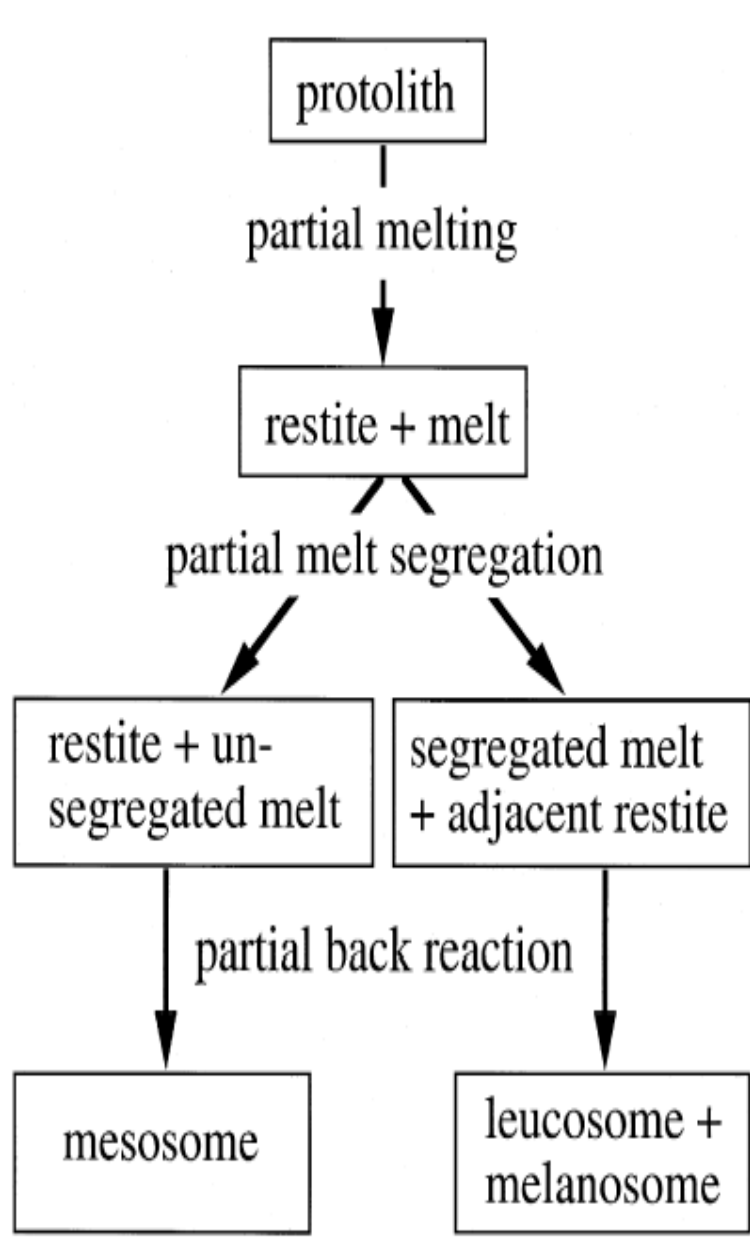 protolith
partial melting
restite + melt
partial melt segregation
restite + un-
segregated melt
segregated melt
+ adjacent restite
partial back reaction
mesosome
leucosome +
melanosome